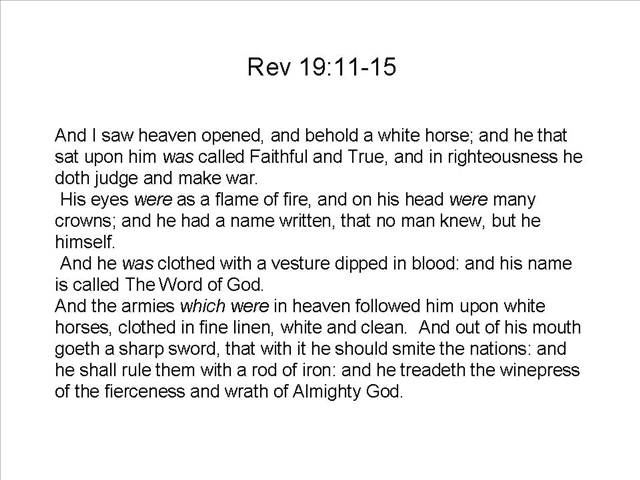 Rev 19:11-15
And I saw heaven opened, and behold a white horse; and he that
sat upon him was called Faithful and True, and in righteousness he
doth judge and make war.
His eyes were as a flame of fire, and on his head were many
crowns; and he had a name written, that no man knew, but he
himself.
And he was clothed with a vesture dipped in blood: and his name
is called The Word of God.
And the armies which were in heaven followed him upon white
horses, clothed in fine linen, white and clean.  And out of his mouth
goeth a sharp sword, that with it he should smite the nations: and
he shall rule them with a rod of iron: and he treadeth the winepress
of the fierceness and wrath of Almighty God.